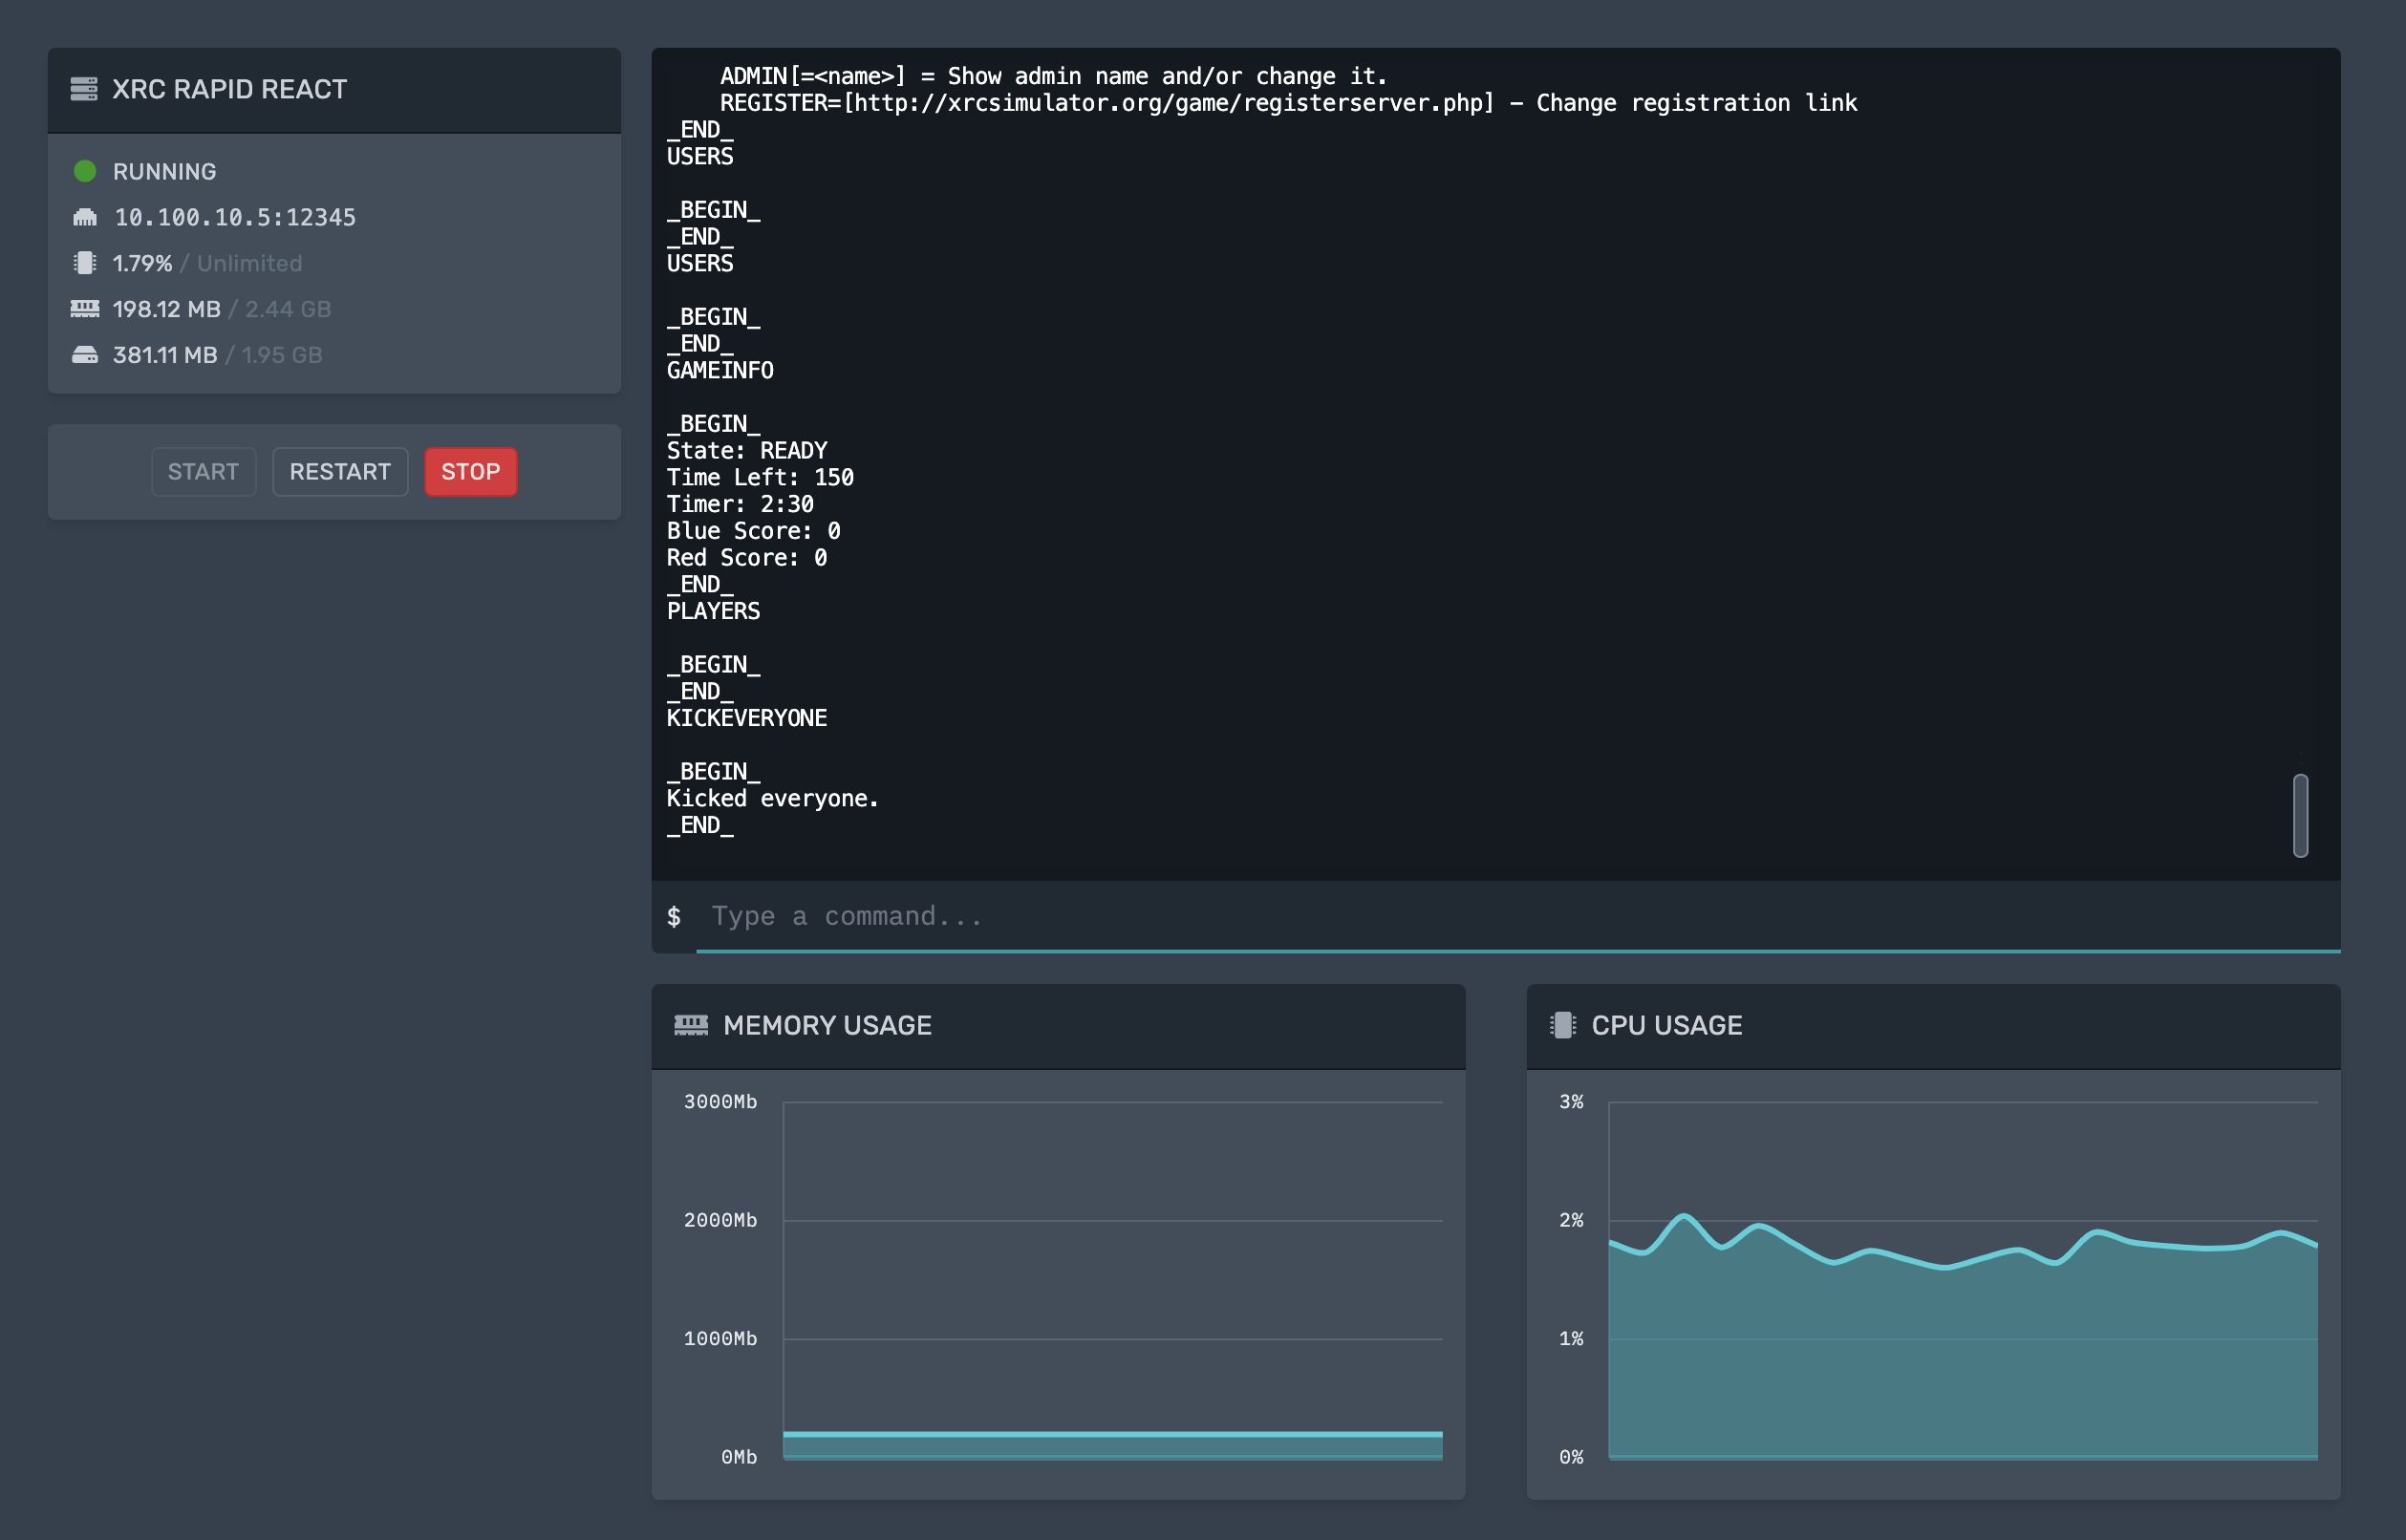 XRC RAPID REACT
RUNNING
10.100.10.5:12345
1.79% / Unlimited
198.12 MB / 2.44 GB
381.11 MB / 1.95 GB
START RESTART STOP
ADMIN[=<name>] = Show admin name and/or change it.
REGISTER=[http://xrcsimulator.org/game/registerserver.php] - Change registration link
_END_
USERS
_BEGIN_
_END_
USERS
_BEGIN_
_END_
GAMEINFO
_BEGIN_
State: READY
Time Left: 150
Timer: 2:30
Blue Score: 0
Red Score: 0
_END_
PLAYERS
_BEGIN_
_END_
KICKEVERYONE
_BEGIN_
Kicked everyone.
_END_
$ Type a command...
MEMORY USAGE
3000Mb
2000Mb
1000Mb
0Mb
CPU USAGE
3%
2%
1%
0%